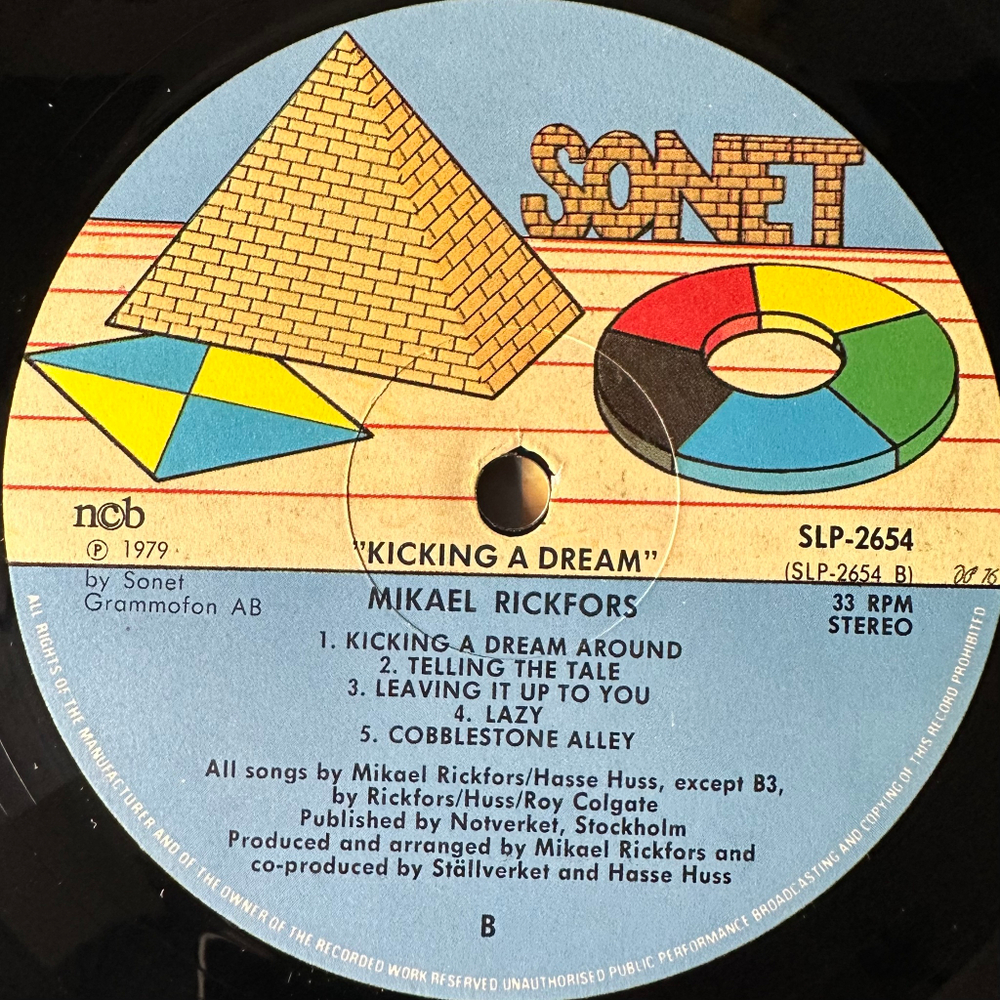 SONET
ncb
℗ 1979
by Sonet
Grammofon AB
SLP-2654
(SLP-2654 B)
33 RPM
STEREO
"KICKING A DREAM"
MIKAEL RICKFORS
1. KICKING A DREAM AROUND
2. TELLING THE TALE
3. LEAVING IT UP TO YOU
4. LAZY
5. COBBLESTONE ALLEY
All songs by Mikael Rickfors/Hasse Huss, except B3,
by Rickfors/Huss/Roy Colgate
Published by Notverket, Stockholm
Produced and arranged by Mikael Rickfors and
co-produced by Ställverket and Hasse Huss
B
ALL RIGHTS OF THE MANUFACTURER AND OF THE OWNER OF THE RECORDED WORK RESERVED UNAUTHORISED PUBLIC PERFORMANCE BROADCASTING AND COPYING OF THIS RECORD PROHIBITED